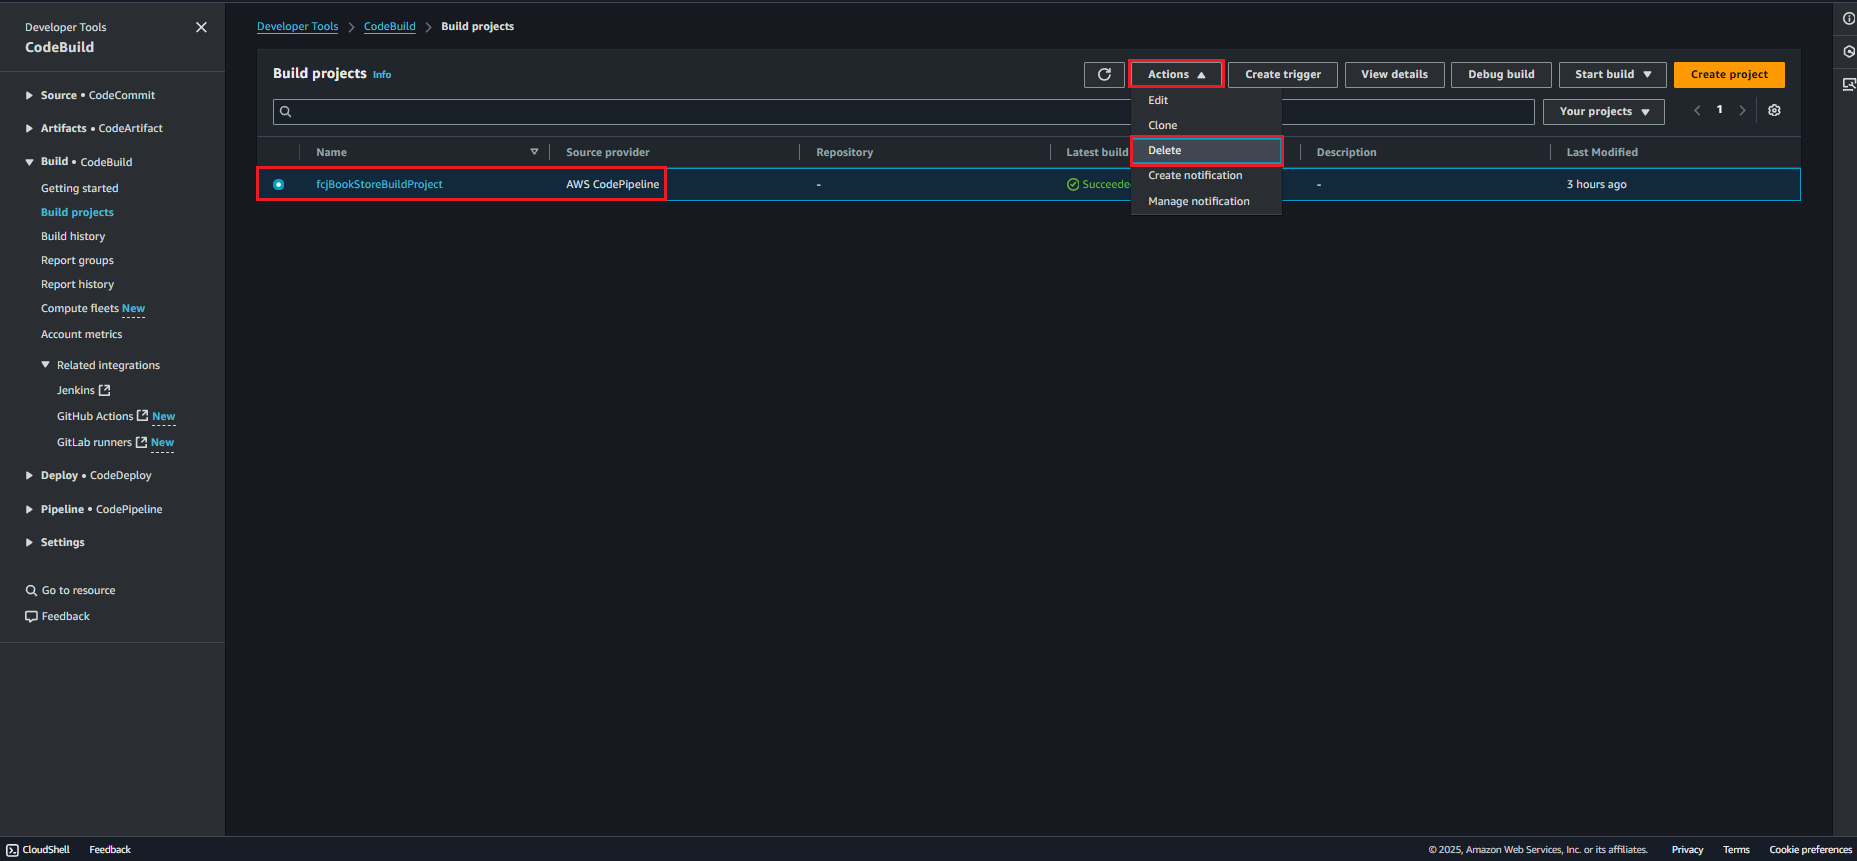 Developer Tools
CodeBuild
Source • CodeCommit
Artifacts • CodeArtifact
Build • CodeBuild
Getting started
Build projects
Build history
Report groups
Report history
Compute fleets New
Account metrics
Related integrations
Jenkins
GitHub Actions New
GitLab runners New
Deploy • CodeDeploy
Pipeline • CodePipeline
Settings
Go to resource
Feedback
Developer Tools > CodeBuild > Build projects
Build projects Info
Actions Create trigger View details Debug build Start build Create project
Your projects 1
Edit
Clone
Delete
Create notification
Manage notification
Name Source provider Repository Latest build Description Last Modified
fcjBookStoreBuildProject AWS CodePipeline - - 3 hours ago
CloudShell Feedback © 2025, Amazon Web Services, Inc. or its affiliates. Privacy Terms Cookie preferences